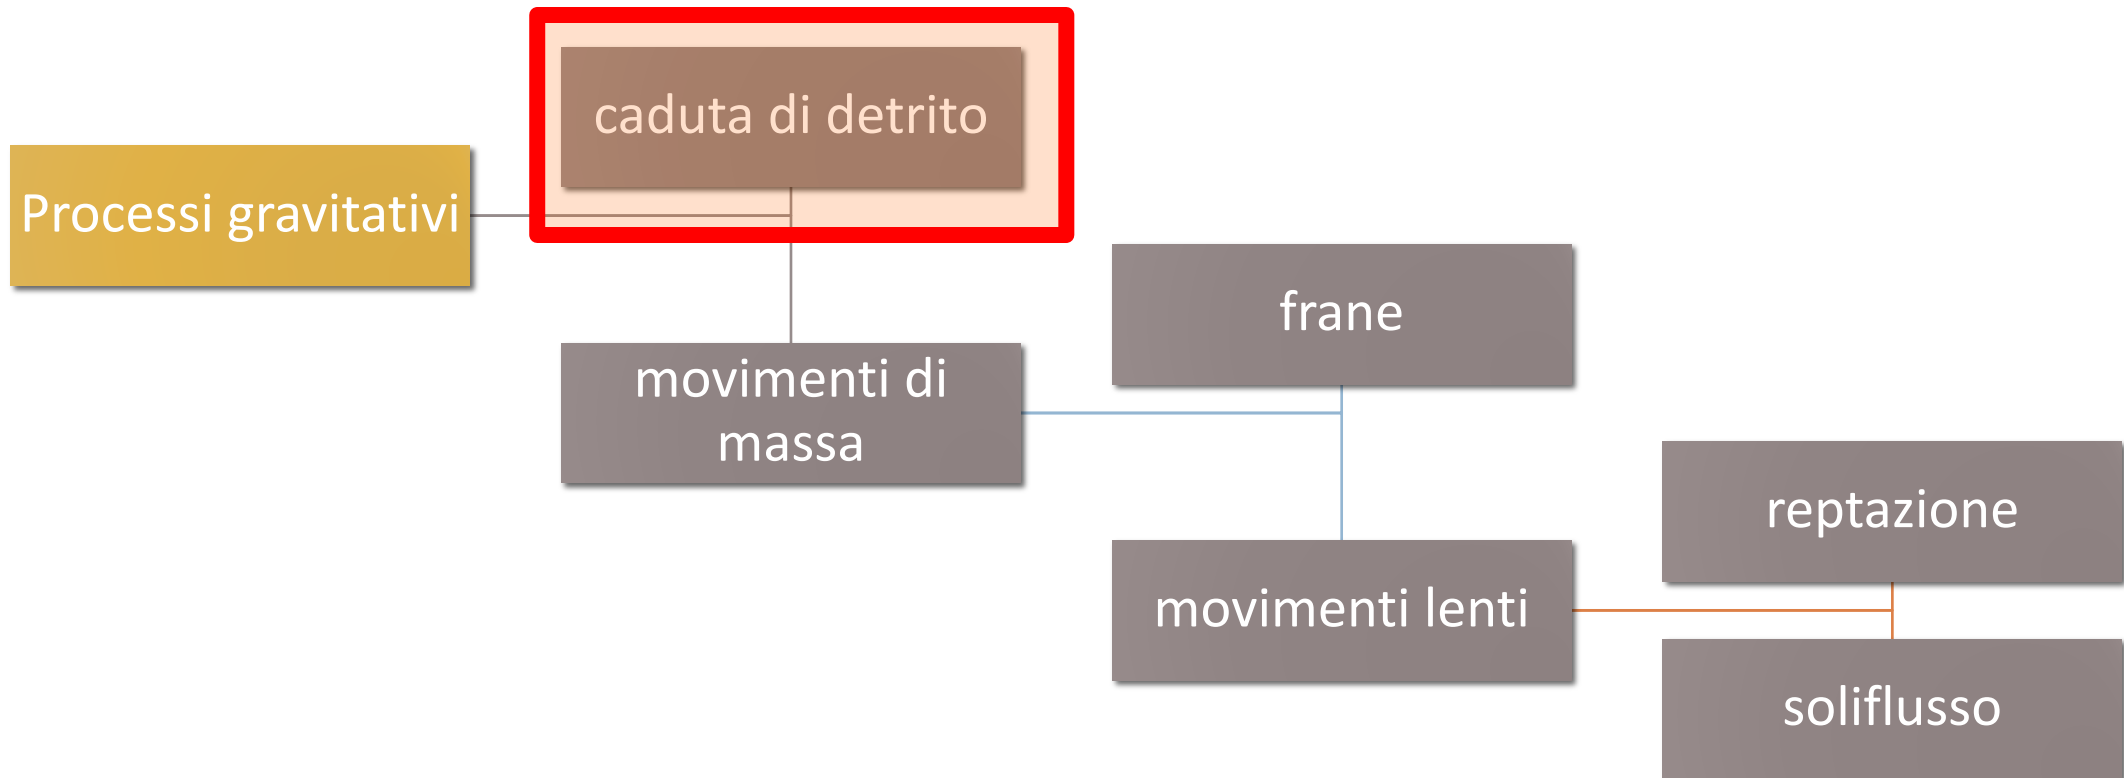 caduta di detrito
Processi gravitativi
frane
movimenti di
massa
reptazione
movimenti lenti
soliflusso